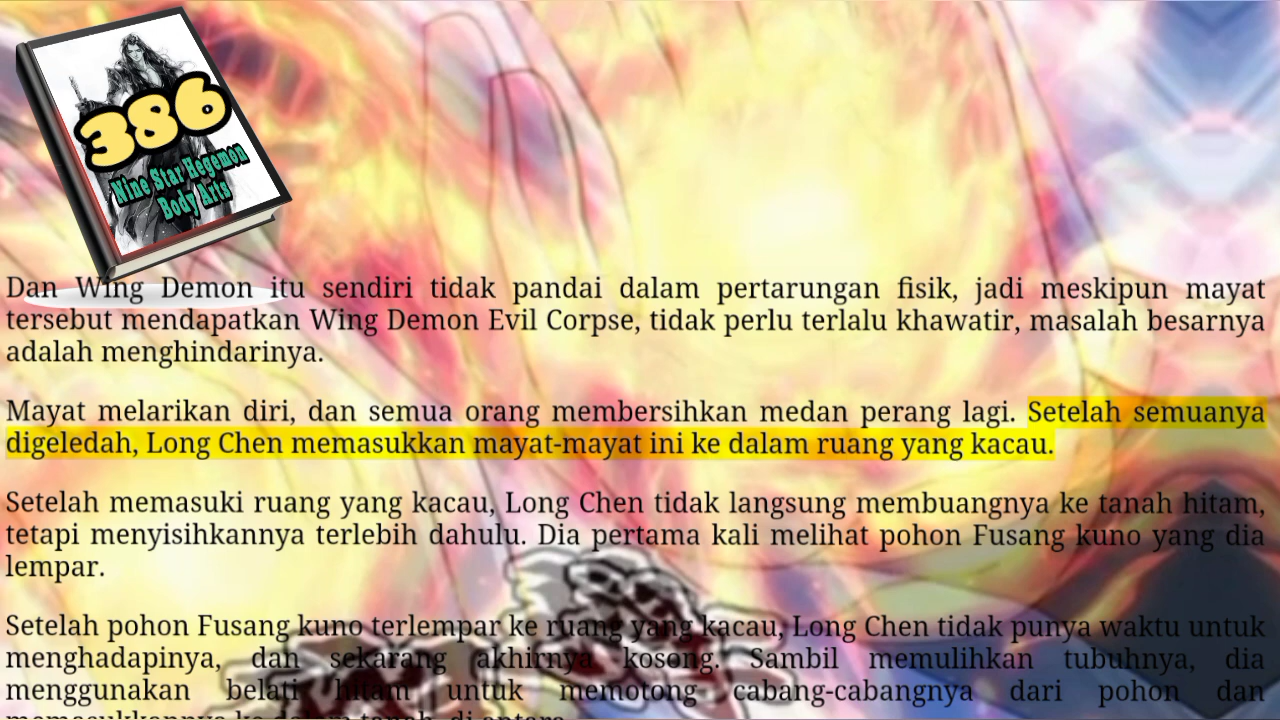 386
Nine Star Hegemon
Body Arts
Dan Wing Demon itu sendiri tidak pandai dalam pertarungan fisik, jadi meskipun mayat
tersebut mendapatkan Wing Demon Evil Corpse, tidak perlu terlalu khawatir, masalah besarnya
adalah menghindarinya.
Mayat melarikan diri, dan semua orang membersihkan medan perang lagi. Setelah semuanya
digeledah, Long Chen memasukkan mayat-mayat ini ke dalam ruang yang kacau.
Setelah memasuki ruang yang kacau, Long Chen tidak langsung membuangnya ke tanah hitam,
tetapi menyisihkannya terlebih dahulu. Dia pertama kali melihat pohon Fusang kuno yang dia
lempar.
Setelah pohon Fusang kuno terlempar ke ruang yang kacau, Long Chen tidak punya waktu untuk
menghadapinya, dan sekarang akhirnya kosong. Sambil memulihkan tubuhnya, dia
menggunakan belati hitam untuk memotong cabang-cabangnya dari pohon dan
memasukkannya ke dalam tanah, di antara